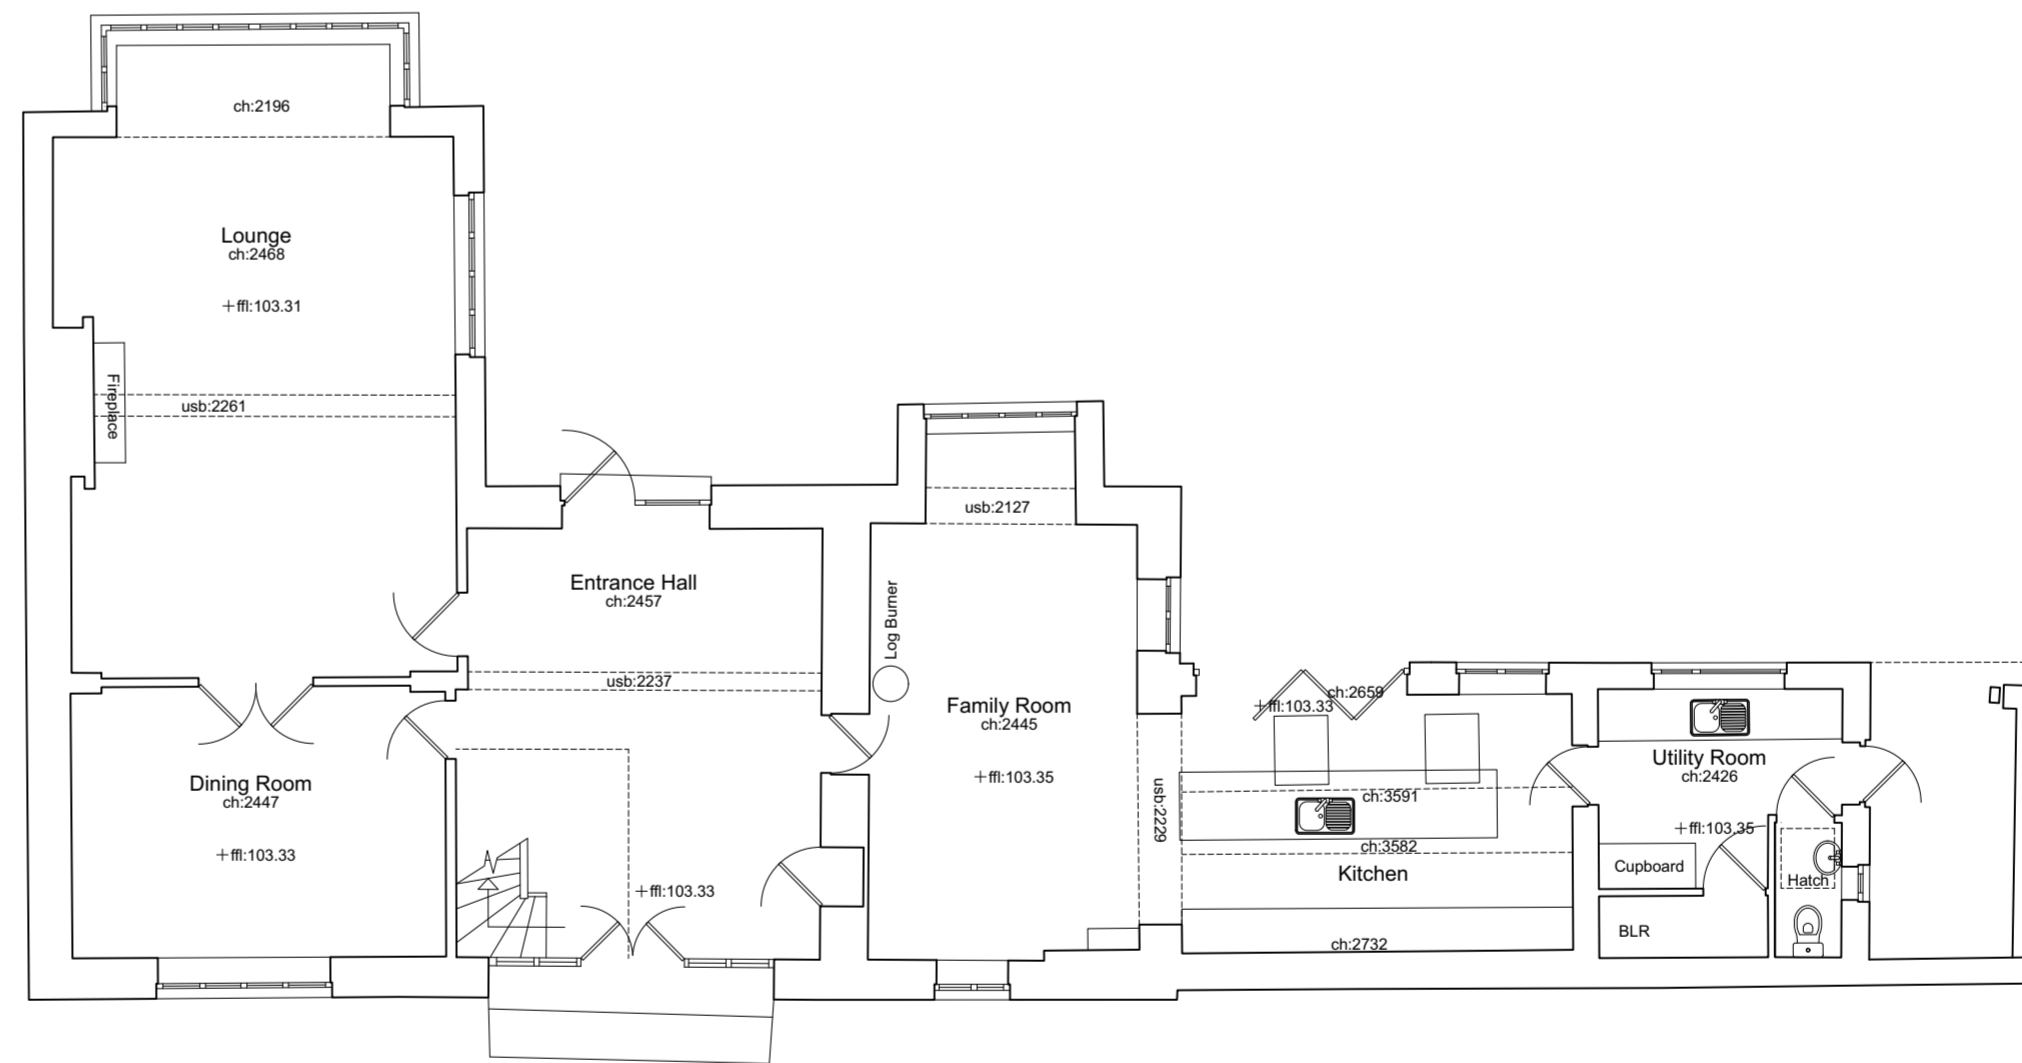 ch:2196
Lounge
ch:2468
+ffl:103.31
Fireplace
usb:2261
Entrance Hall
ch:2457
usb:2237
Dining Room
ch:2447
+ffl:103.33
+ffl:103.33
usb:2127
Log Burner
Family Room
ch:2445
+ffl:103.35
usb:2229
ch:2659
+ffl:103.33
ch:3591
ch:3582
Kitchen
ch:2732
Utility Room
ch:2426
+ffl:103.35
Cupboard
Hatch
BLR